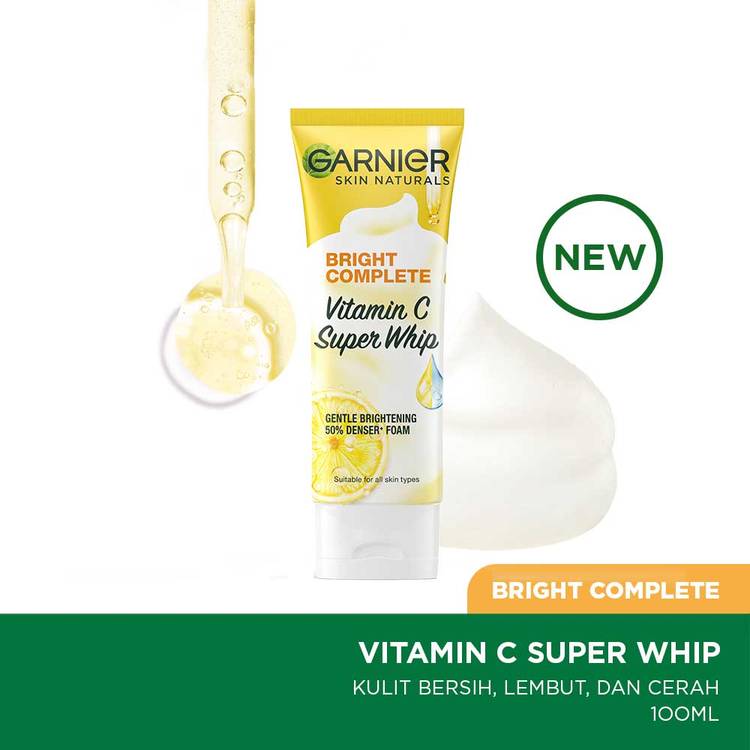 GARNIER
SKIN NATURALS
BRIGHT
COMPLETE
Vitamin C
Super Whip
GENTLE BRIGHTENING
50% DENSER* FOAM
Suitable for all skin types
NEW
BRIGHT COMPLETE
VITAMIN C SUPER WHIP
KULIT BERSIH, LEMBUT, DAN CERAH
100ML